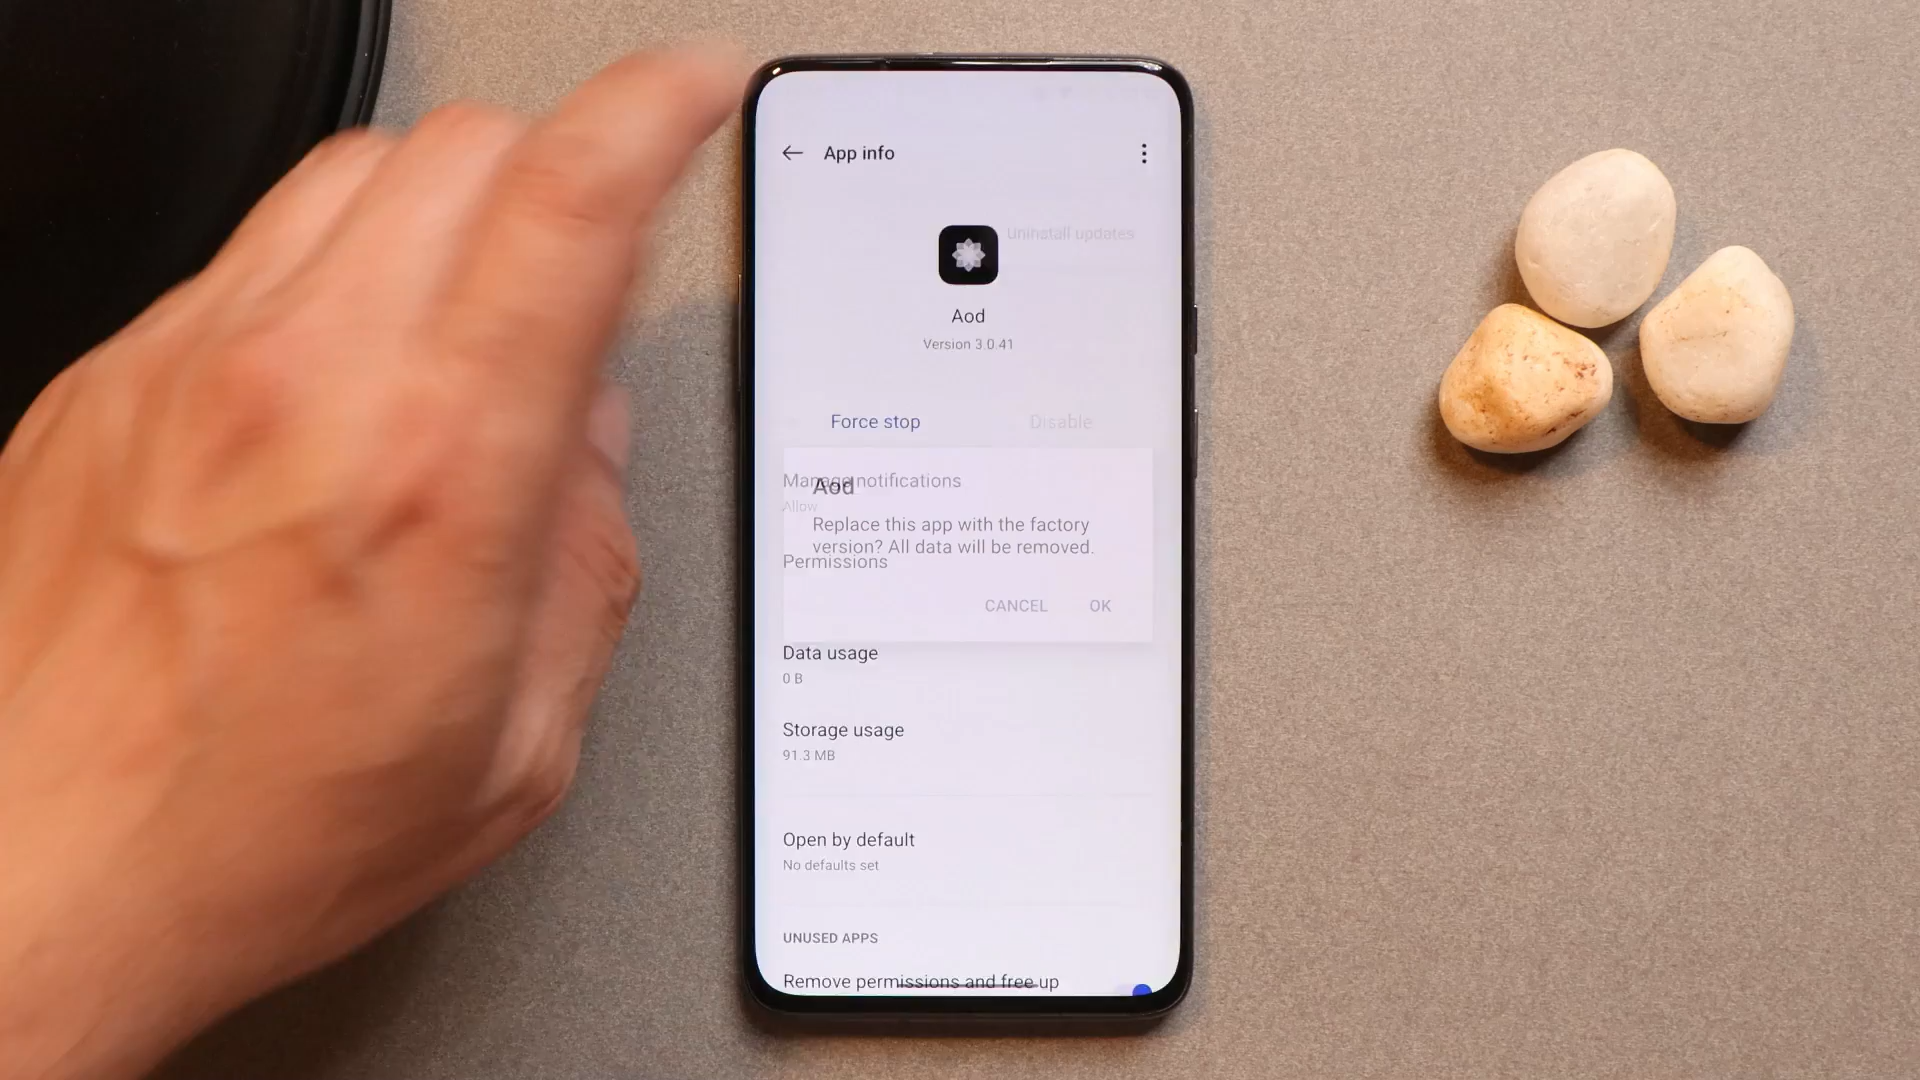 App info
Uninstall updates
Aod
Version 3.0.41
Force stop
Disable
Manage notifications
Aod
Allow
Replace this app with the factory
version? All data will be removed.
Permissions
CANCEL
OK
Data usage
0 B
Storage usage
91.3 MB
Open by default
No defaults set
UNUSED APPS
Remove permissions and free up